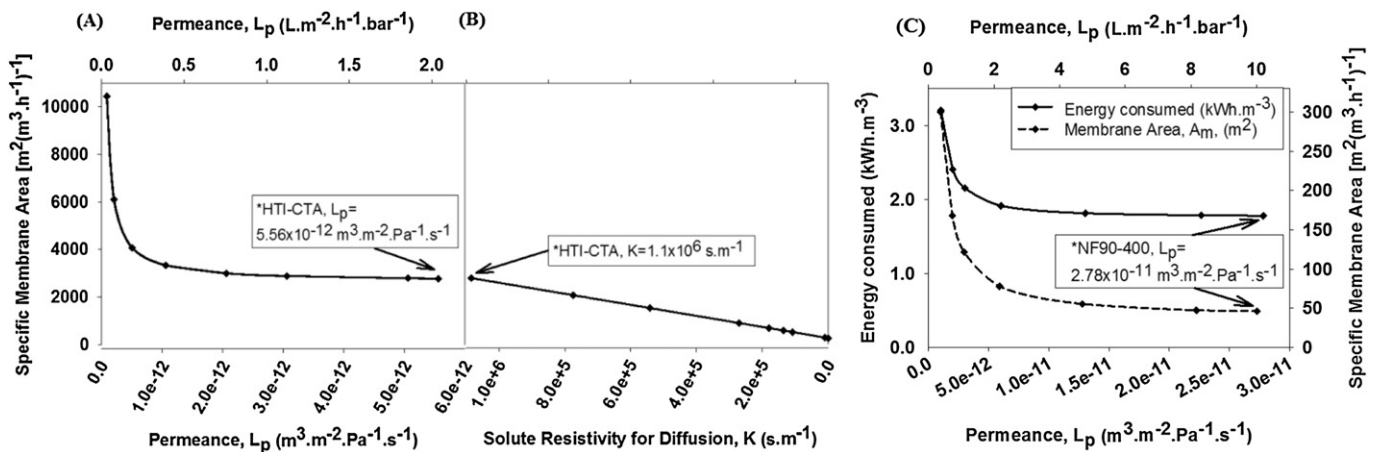 (A)
Permeance, Lp (L.m-2.h-1.bar-1)
0.0 0.5 1.0 1.5 2.0
Specific Membrane Area [m2(m3.h-1)-1]
10000
8000
6000
4000
2000
0
*HTI-CTA, Lp=
5.56x10-12 m3.m-2.Pa-1.s-1
0.0 1.0e-12 2.0e-12 3.0e-12 4.0e-12 5.0e-12 6.0e-12
Permeance, Lp (m3.m-2.Pa-1.s-1)
(B)
*HTI-CTA, K=1.1x10^6 s.m-1
1.0e+6 8.0e+5 6.0e+5 4.0e+5 2.0e+5 0.0
Solute Resistivity for Diffusion, K (s.m-1)
(C)
Permeance, Lp (L.m-2.h-1.bar-1)
0 2 4 6 8 10
Energy consumed (kWh.m-3)
3.0
2.0
1.0
0.0
Energy consumed (kWh.m-3)
Membrane Area, Am, (m2)
*NF90-400, Lp=
2.78x10-11 m3.m-2.Pa-1.s-1
300
250
200
150
100
50
0
Specific Membrane Area [m2(m3.h-1)-1]
0.0 5.0e-12 1.0e-11 1.5e-11 2.0e-11 2.5e-11 3.0e-11
Permeance, Lp (m3.m-2.Pa-1.s-1)